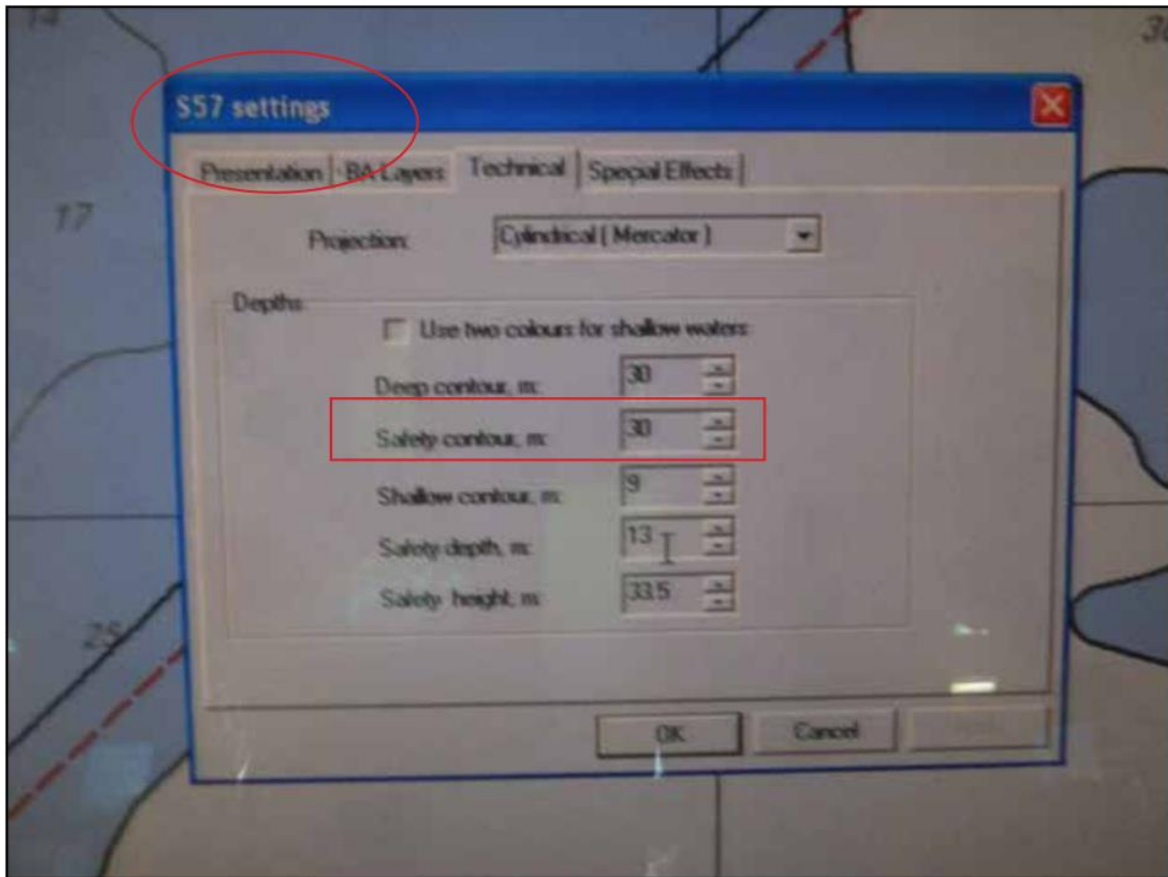 S57 settings
Presentation BA Layers Technical Special Effects
Projection: Cylindrical ( Mercator )
17
Depths
Use two colours for shallow waters
Deep contour, m: 30
Safety contour, m: 30
Shallow contour, m: 9
Safety depth, m: 13
Safety height, m: 33.5
OK Cancel